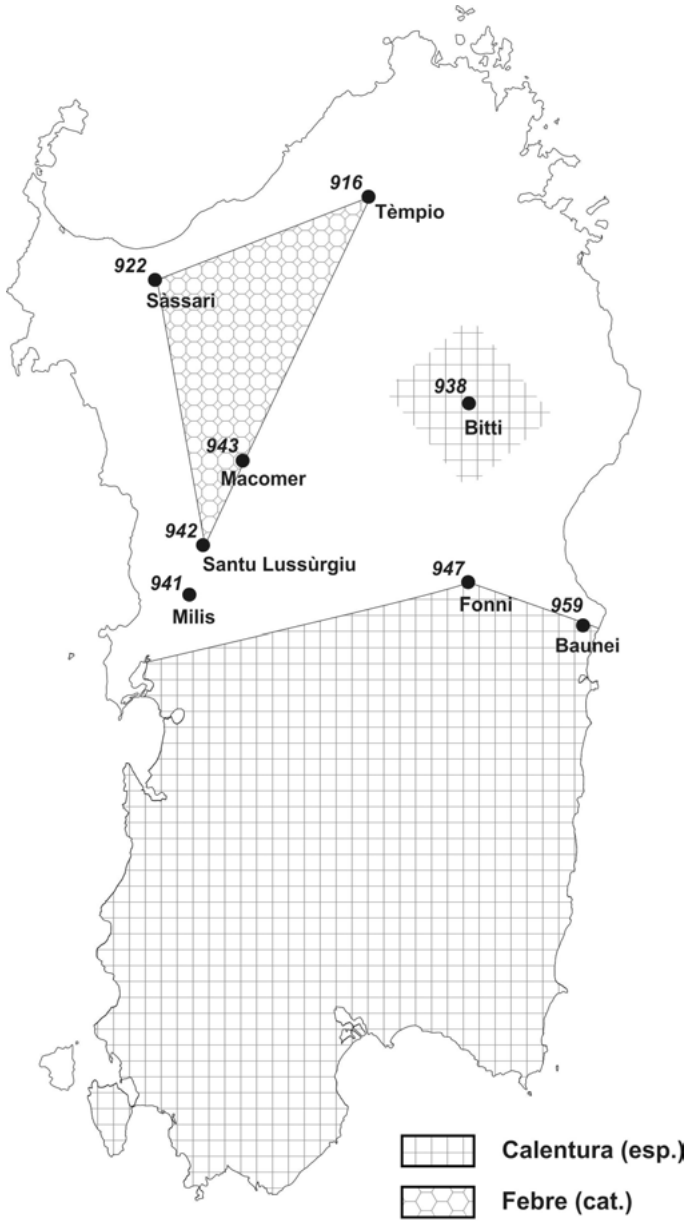 916
Tèmpio
922
Sàssari
938
Bitti
943
Macomer
942
Santu Lussùrgiu
941
Milis
947
Fonni
959
Baunei
Calentura (esp.)
Febre (cat.)